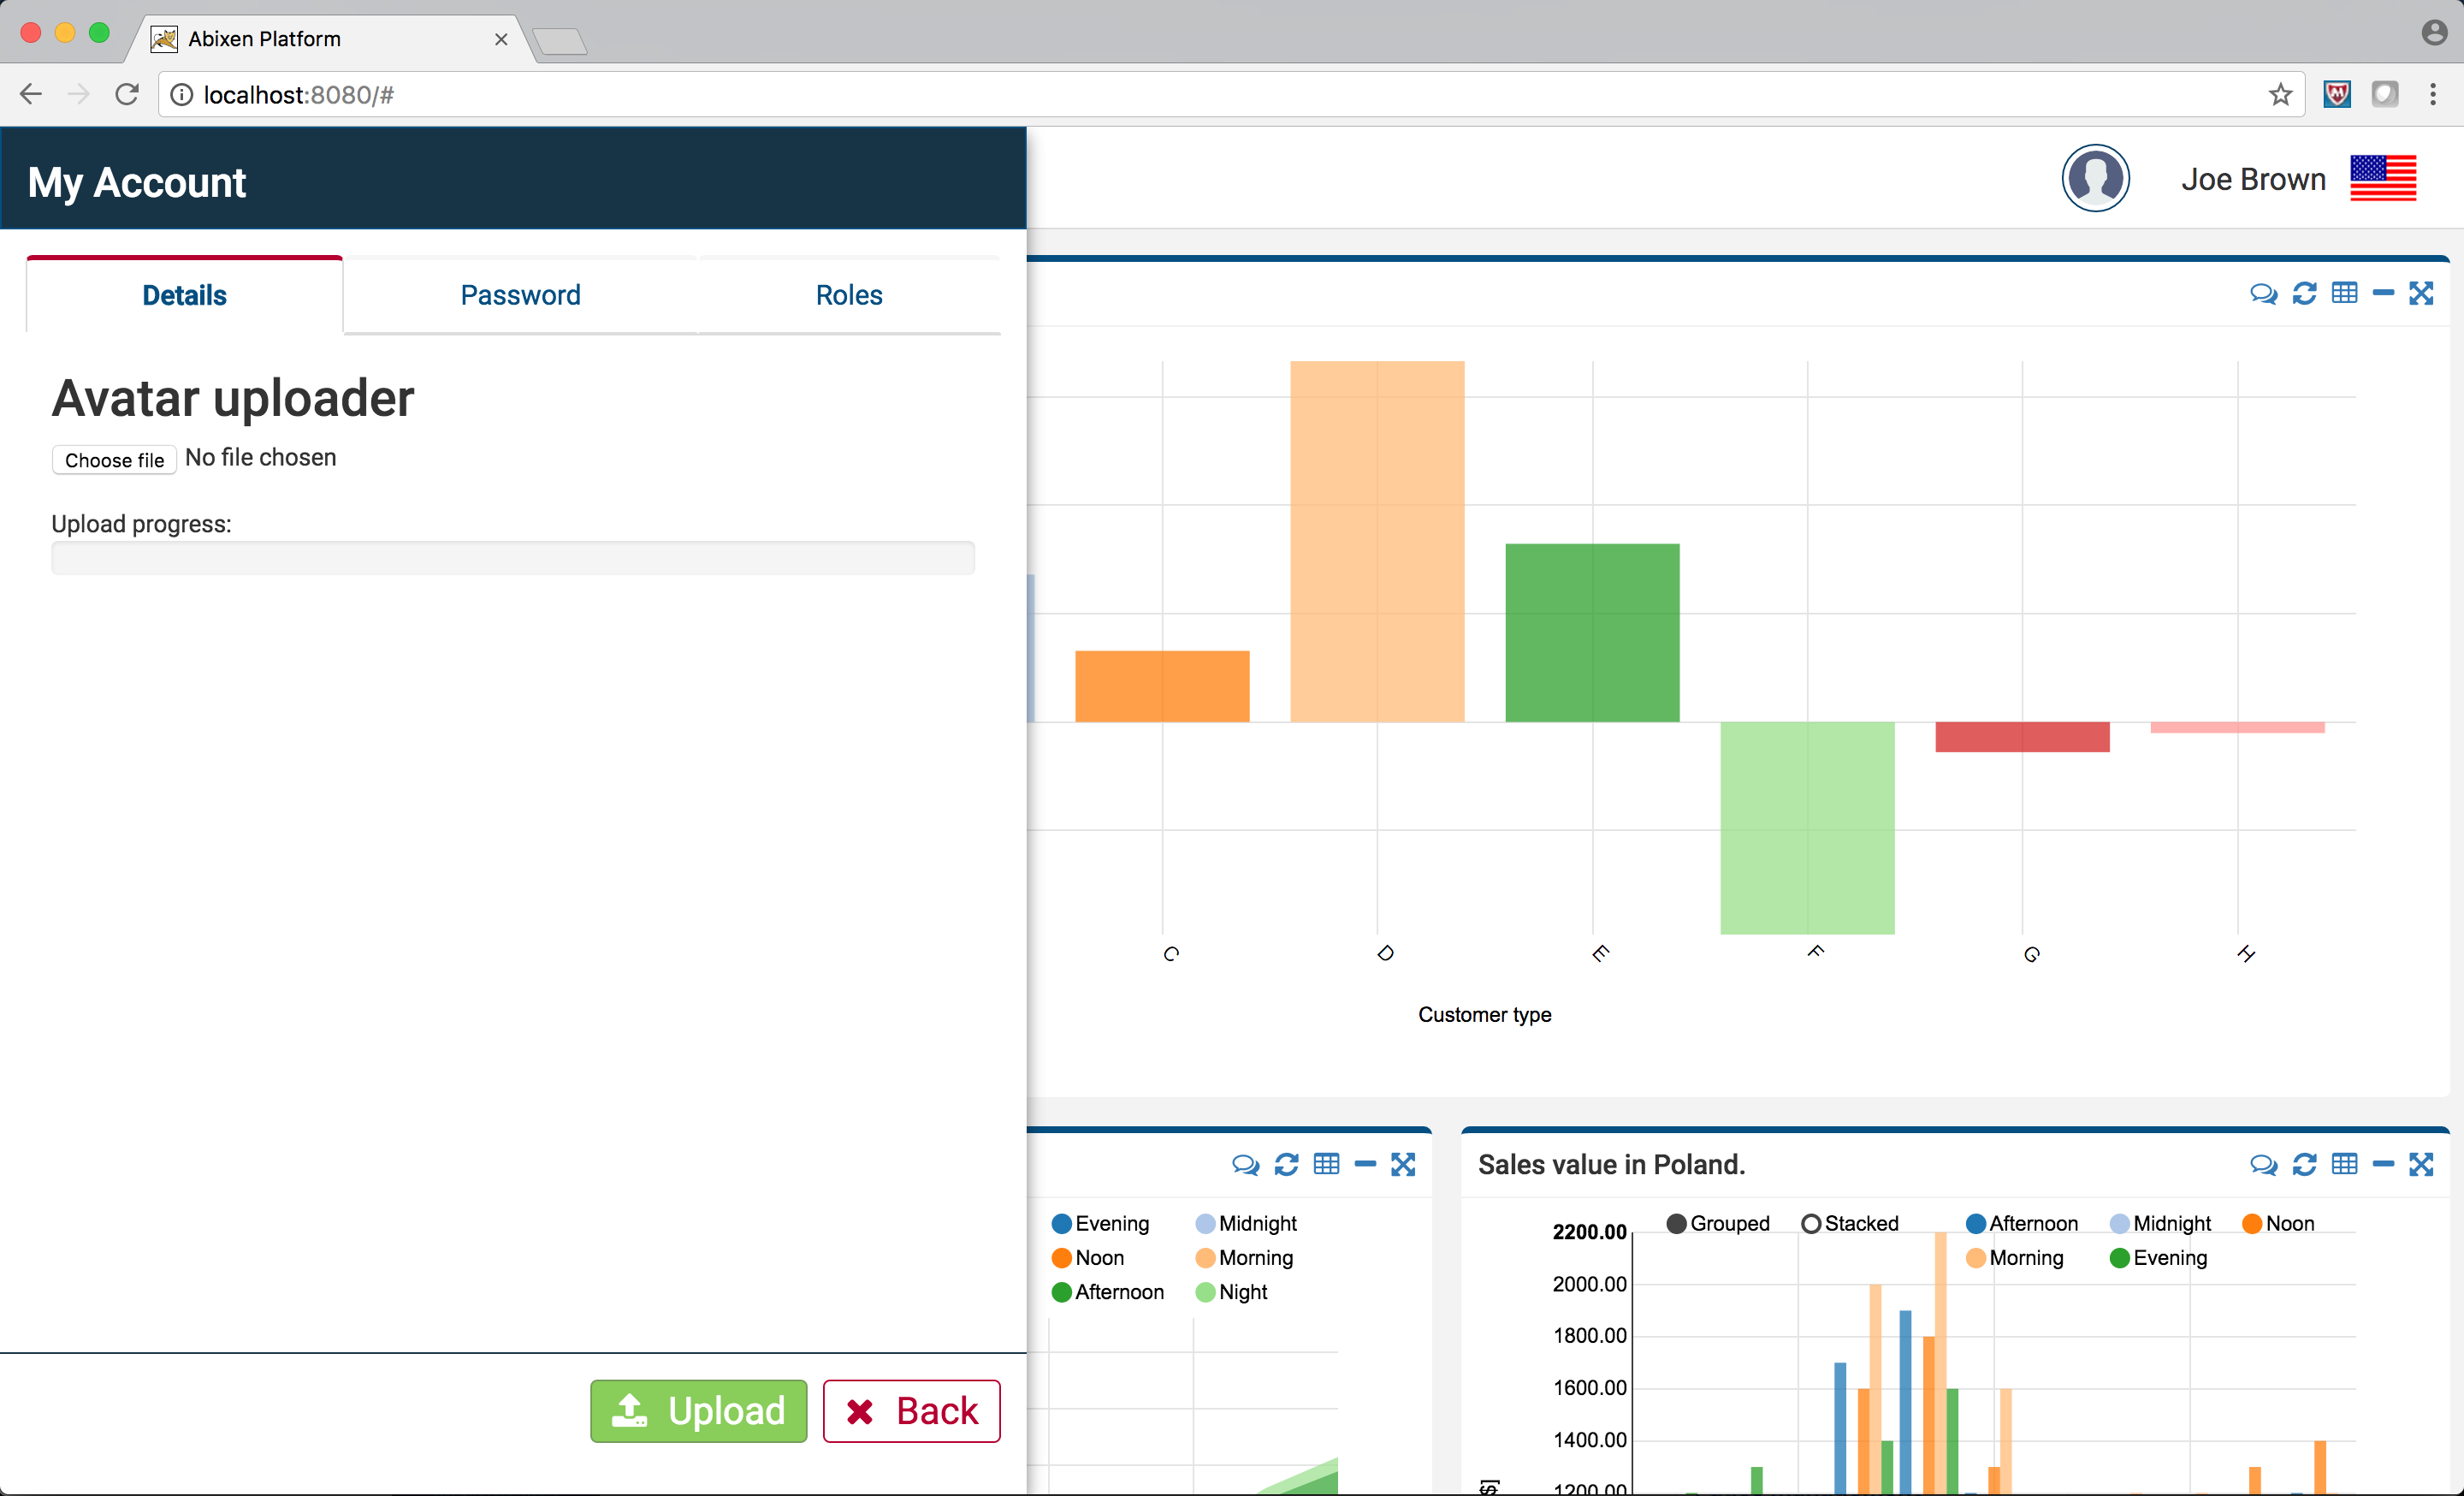 Abixen Platform
localhost:8080/#
My Account
Joe Brown
Details
Password
Roles
Avatar uploader
Choose file No file chosen
Upload progress:
C
D
E
F
G
H
Customer type
Evening
Midnight
Noon
Morning
Afternoon
Night
Sales value in Poland.
Grouped
Stacked
Afternoon
Midnight
Noon
Morning
Evening
2200.00
2000.00
1800.00
1600.00
1400.00
1200.00
$]
Upload
Back